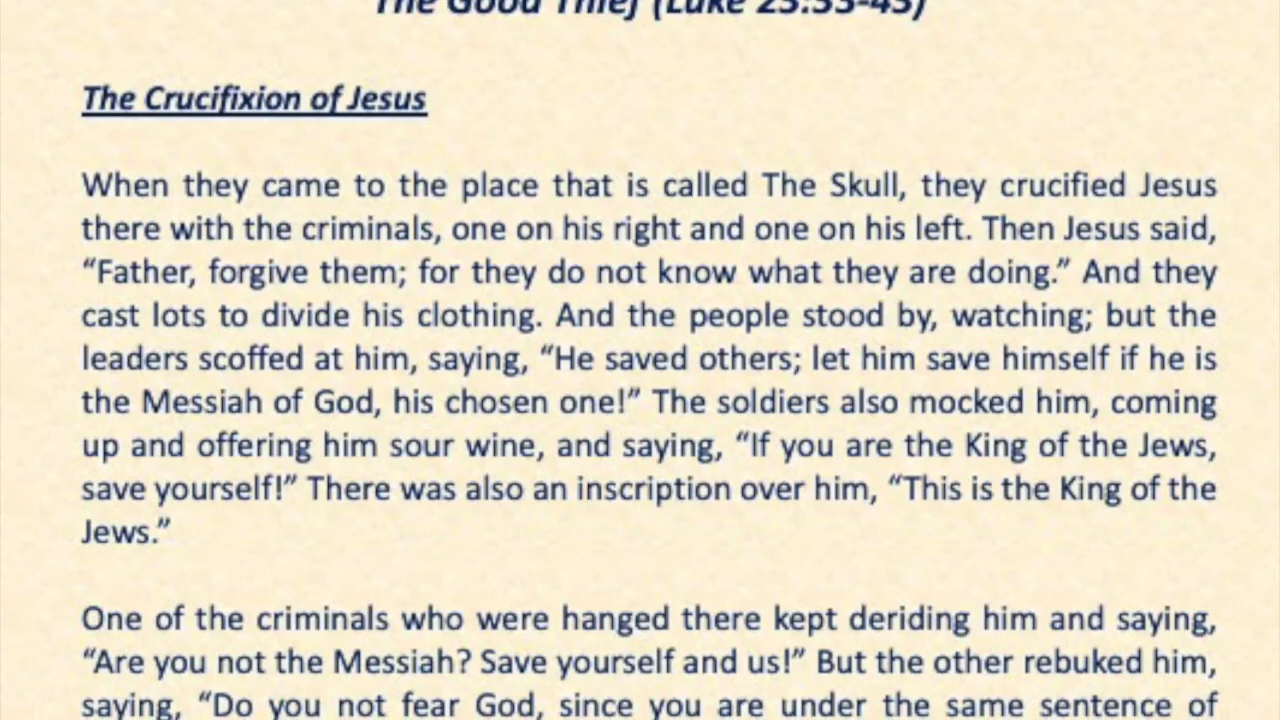 The Good Thief (Luke 23:33-43)
The Crucifixion of Jesus
When they came to the place that is called The Skull, they crucified Jesus
there with the criminals, one on his right and one on his left. Then Jesus said,
“Father, forgive them; for they do not know what they are doing.” And they
cast lots to divide his clothing. And the people stood by, watching; but the
leaders scoffed at him, saying, “He saved others; let him save himself if he is
the Messiah of God, his chosen one!” The soldiers also mocked him, coming
up and offering him sour wine, and saying, “If you are the King of the Jews,
save yourself!” There was also an inscription over him, “This is the King of the
Jews.”
One of the criminals who were hanged there kept deriding him and saying,
“Are you not the Messiah? Save yourself and us!” But the other rebuked him,
saying, “Do you not fear God, since you are under the same sentence of